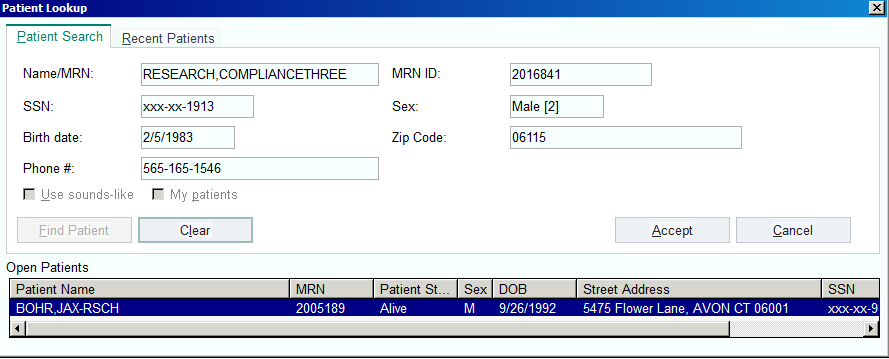 Patient Lookup
Patient Search Recent Patients
Name/MRN: RESEARCH,COMPLIANCETHREE MRN ID: 2016841
SSN: xxx-xx-1913 Sex: Male [2]
Birth date: 2/5/1983 Zip Code: 06115
Phone #: 565-165-1546
Use sounds-like My patients
Find Patient Clear Accept Cancel
Open Patients
Patient Name MRN Patient St... Sex DOB Street Address SSN
BOHR,JAX-RSCH 2005189 Alive M 9/26/1992 5475 Flower Lane, AVON CT 06001 xxx-xx-9